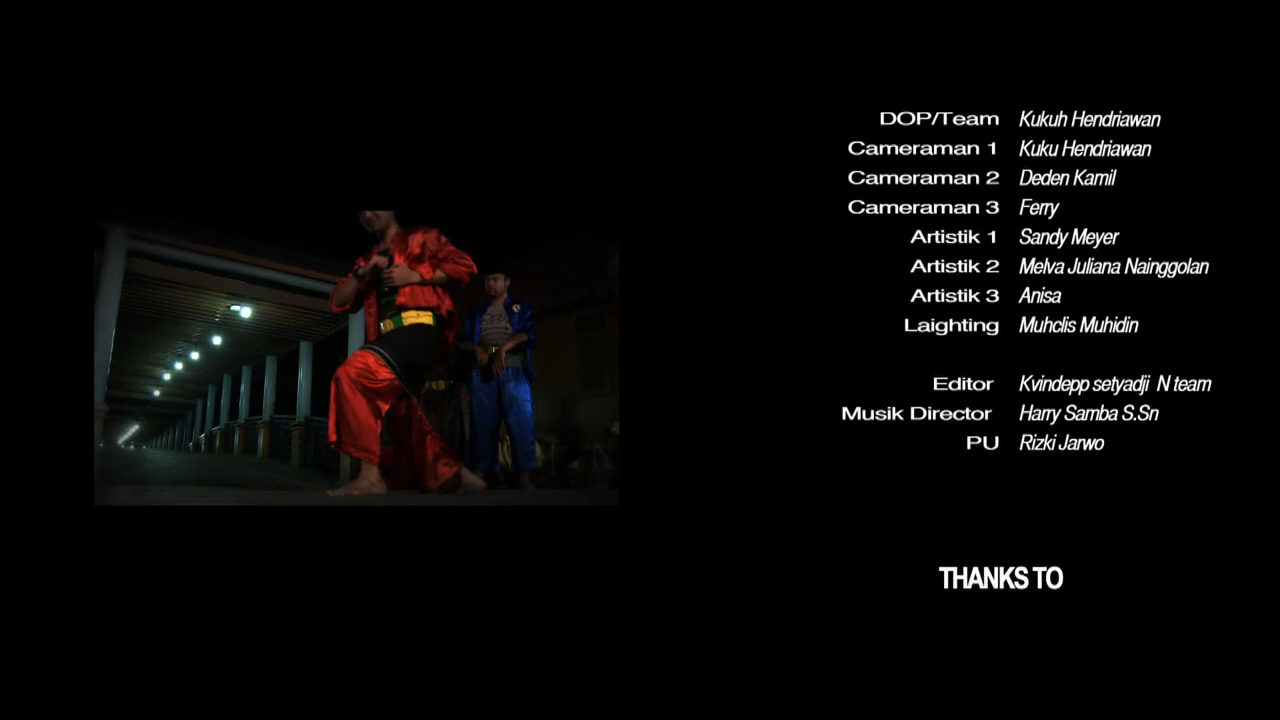 DOP/Team Kukuh Hendriawan
Cameraman 1 Kuku Hendriawan
Cameraman 2 Deden Kamil
Cameraman 3 Ferry
Artistik 1 Sandy Meyer
Artistik 2 Melva Juliana Nainggolan
Artistik 3 Anisa
Laighting Muhclis Muhidin
Editor Kvindepp setyadji N team
Musik Director Harry Samba S.Sn
PU Rizki Jarwo
THANKS TO